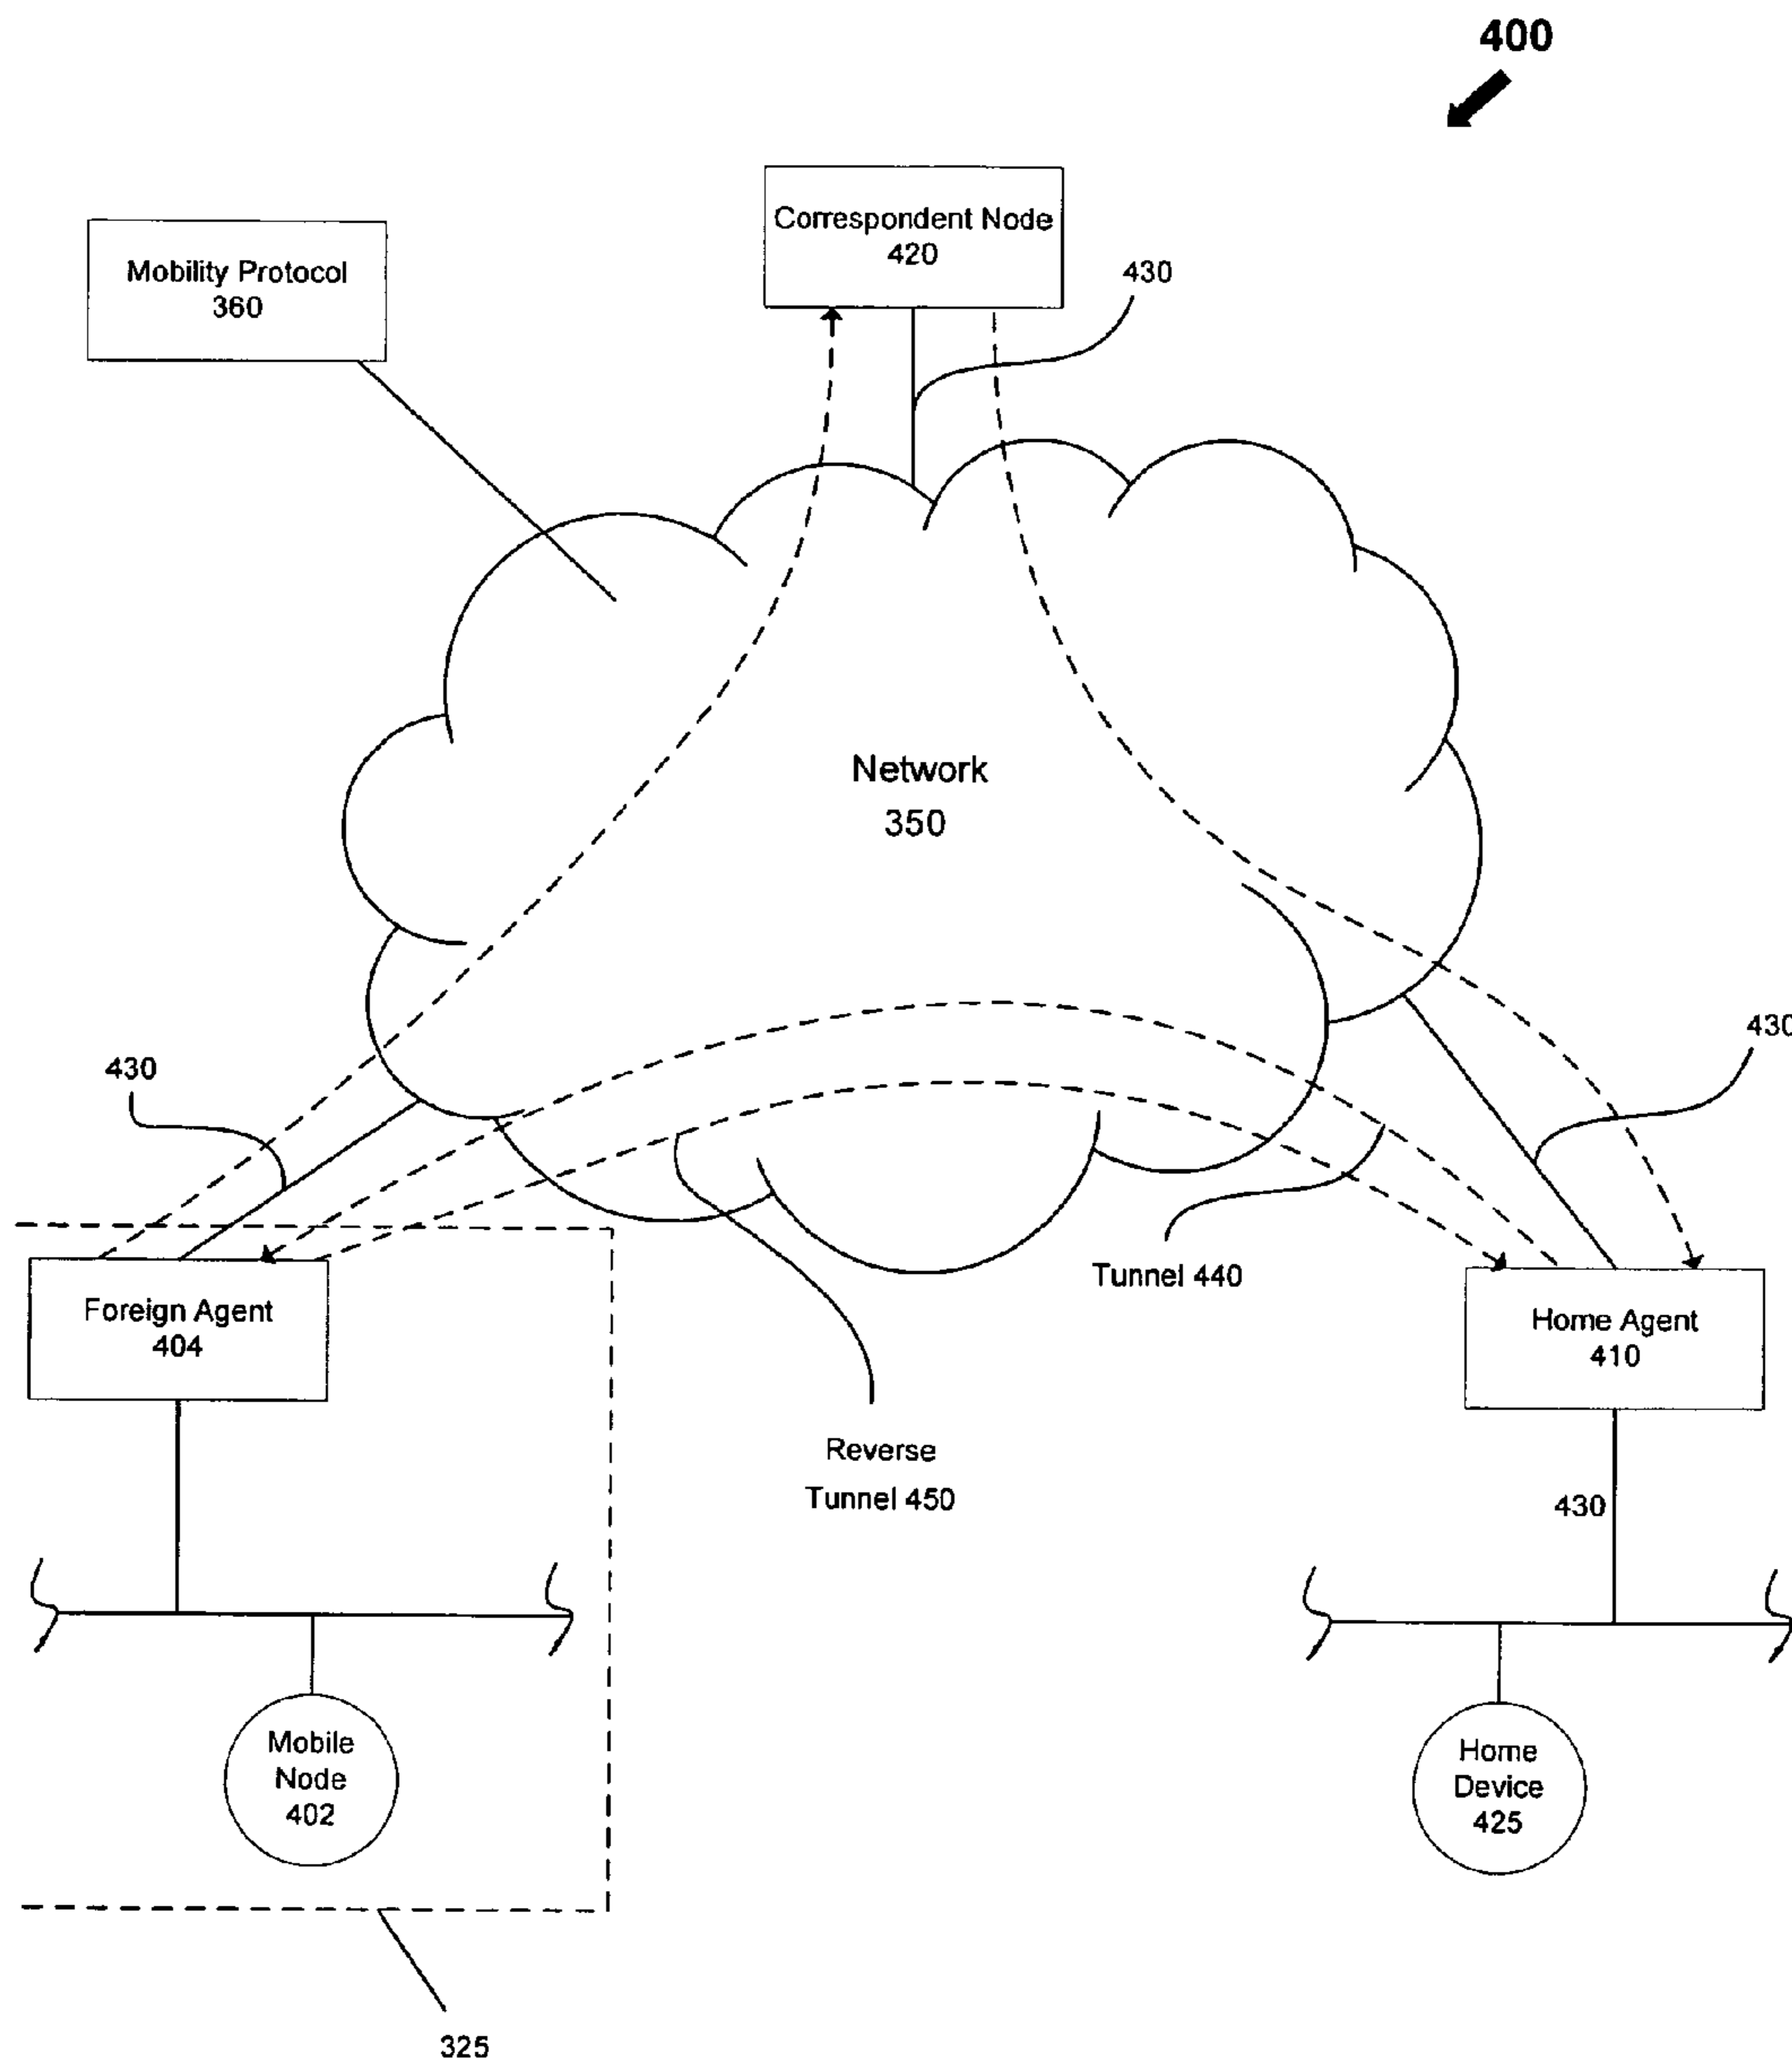 400
Correspondent Node
420
Mobility Protocol
360
430
Network
350
430
430
Tunnel 440
Foreign Agent
404
Home Agent
410
Reverse
Tunnel 450
430
Mobile
Node
402
Home
Device
425
325